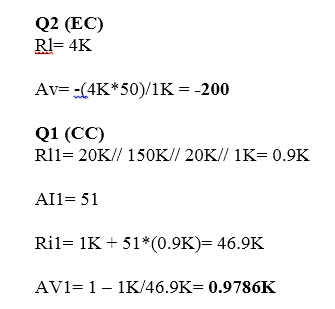 Q2 (EC)
Rl= 4K
Av= -(4K*50)/1K = -200
Q1 (CC)
Rl1= 20K// 150K// 20K// 1K= 0.9K
AI1= 51
Ri1= 1K + 51*(0.9K)= 46.9K
AV1= 1 – 1K/46.9K= 0.9786K